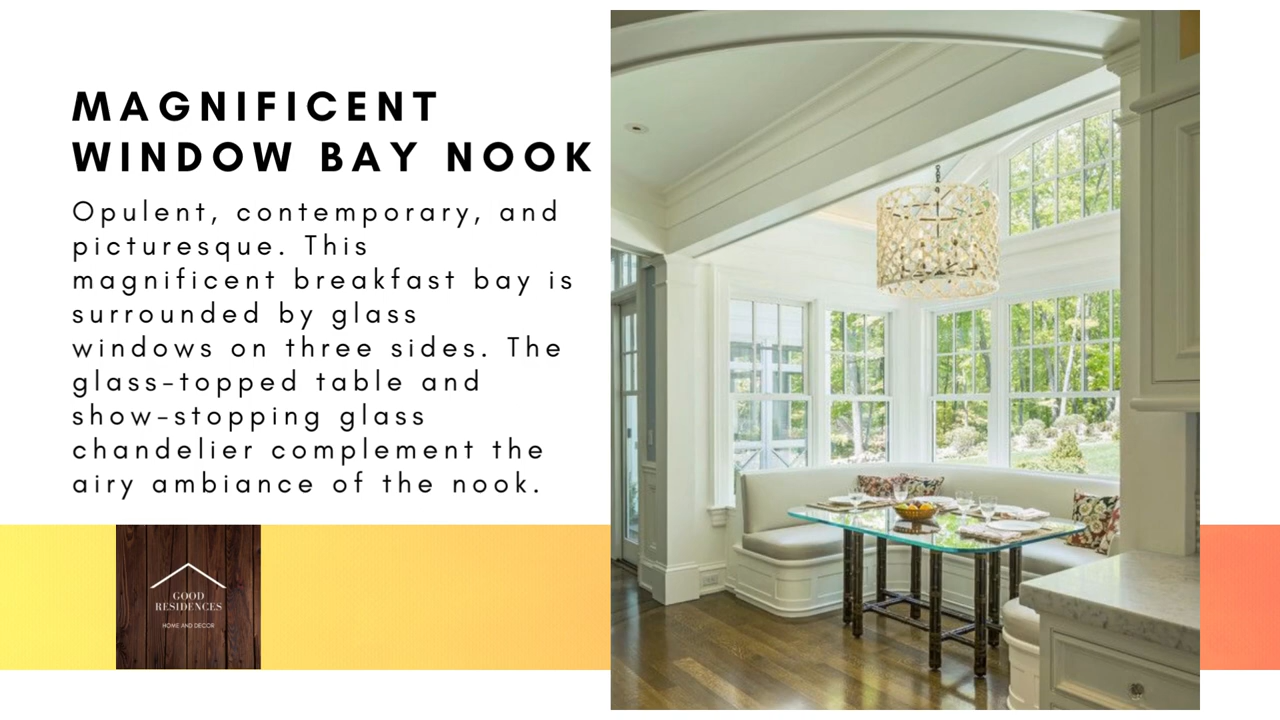 MAGNIFICENT
WINDOW BAY NOOK
Opulent, contemporary, and
picturesque. This
magnificent breakfast bay is
surrounded by glass
windows on three sides. The
glass-topped table and
show-stopping glass
chandelier complement the
airy ambiance of the nook.
GOOD
RESIDENCES
HOME AND DECOR